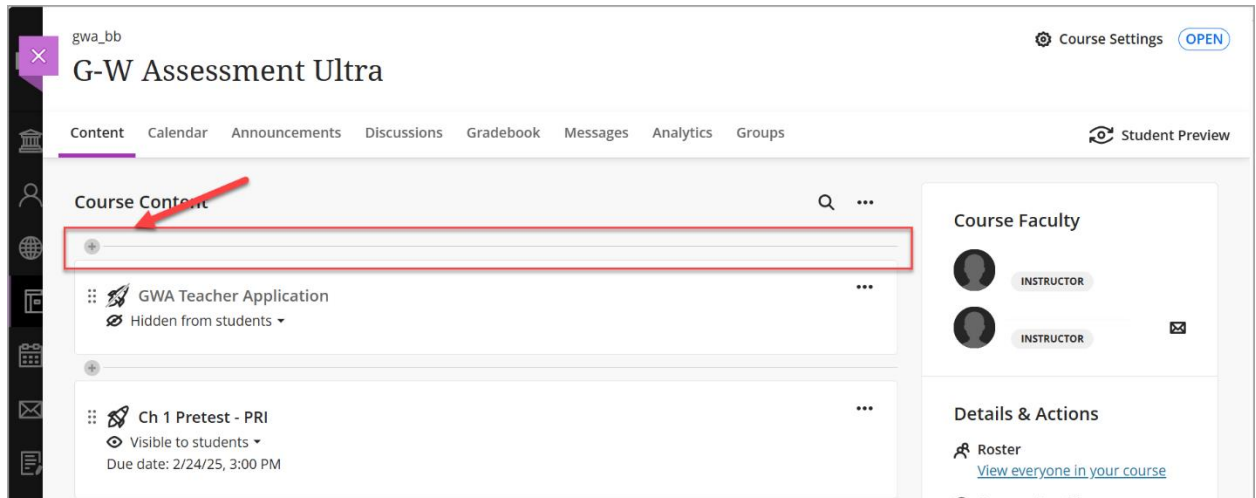 gwa_bb
G-W Assessment Ultra
Course Settings OPEN
Content Calendar Announcements Discussions Gradebook Messages Analytics Groups
Student Preview
Course Content
GWA Teacher Application
Hidden from students
Ch 1 Pretest - PRI
Visible to students
Due date: 2/24/25, 3:00 PM
Course Faculty
INSTRUCTOR
INSTRUCTOR
Details & Actions
Roster
View everyone in your course